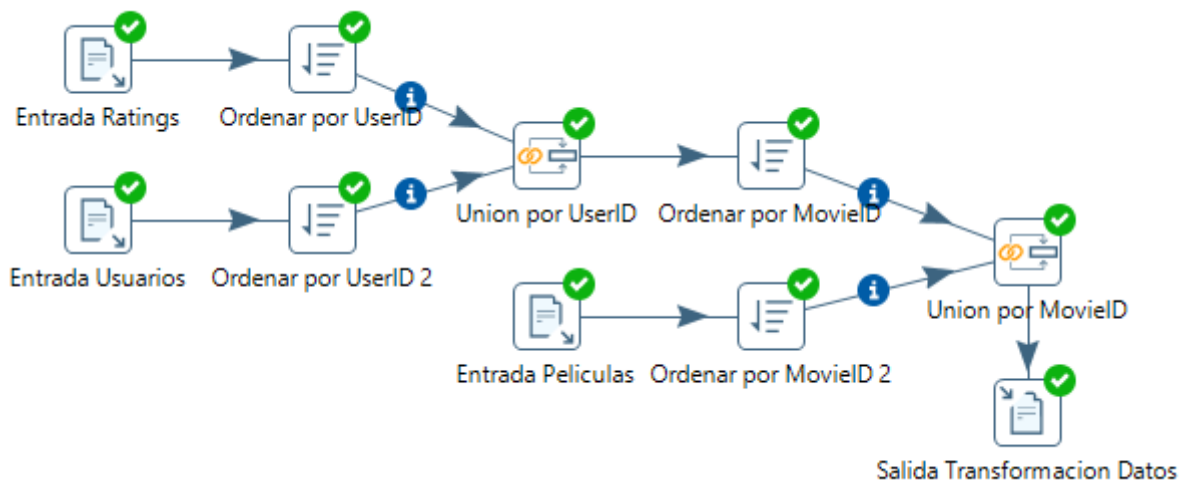 Entrada Ratings
Ordenar por UserID
Entrada Usuarios
Ordenar por UserID 2
Union por UserID
Ordenar por MovieID
Entrada Peliculas
Ordenar por MovieID 2
Union por MovieID
Salida Transformacion Datos